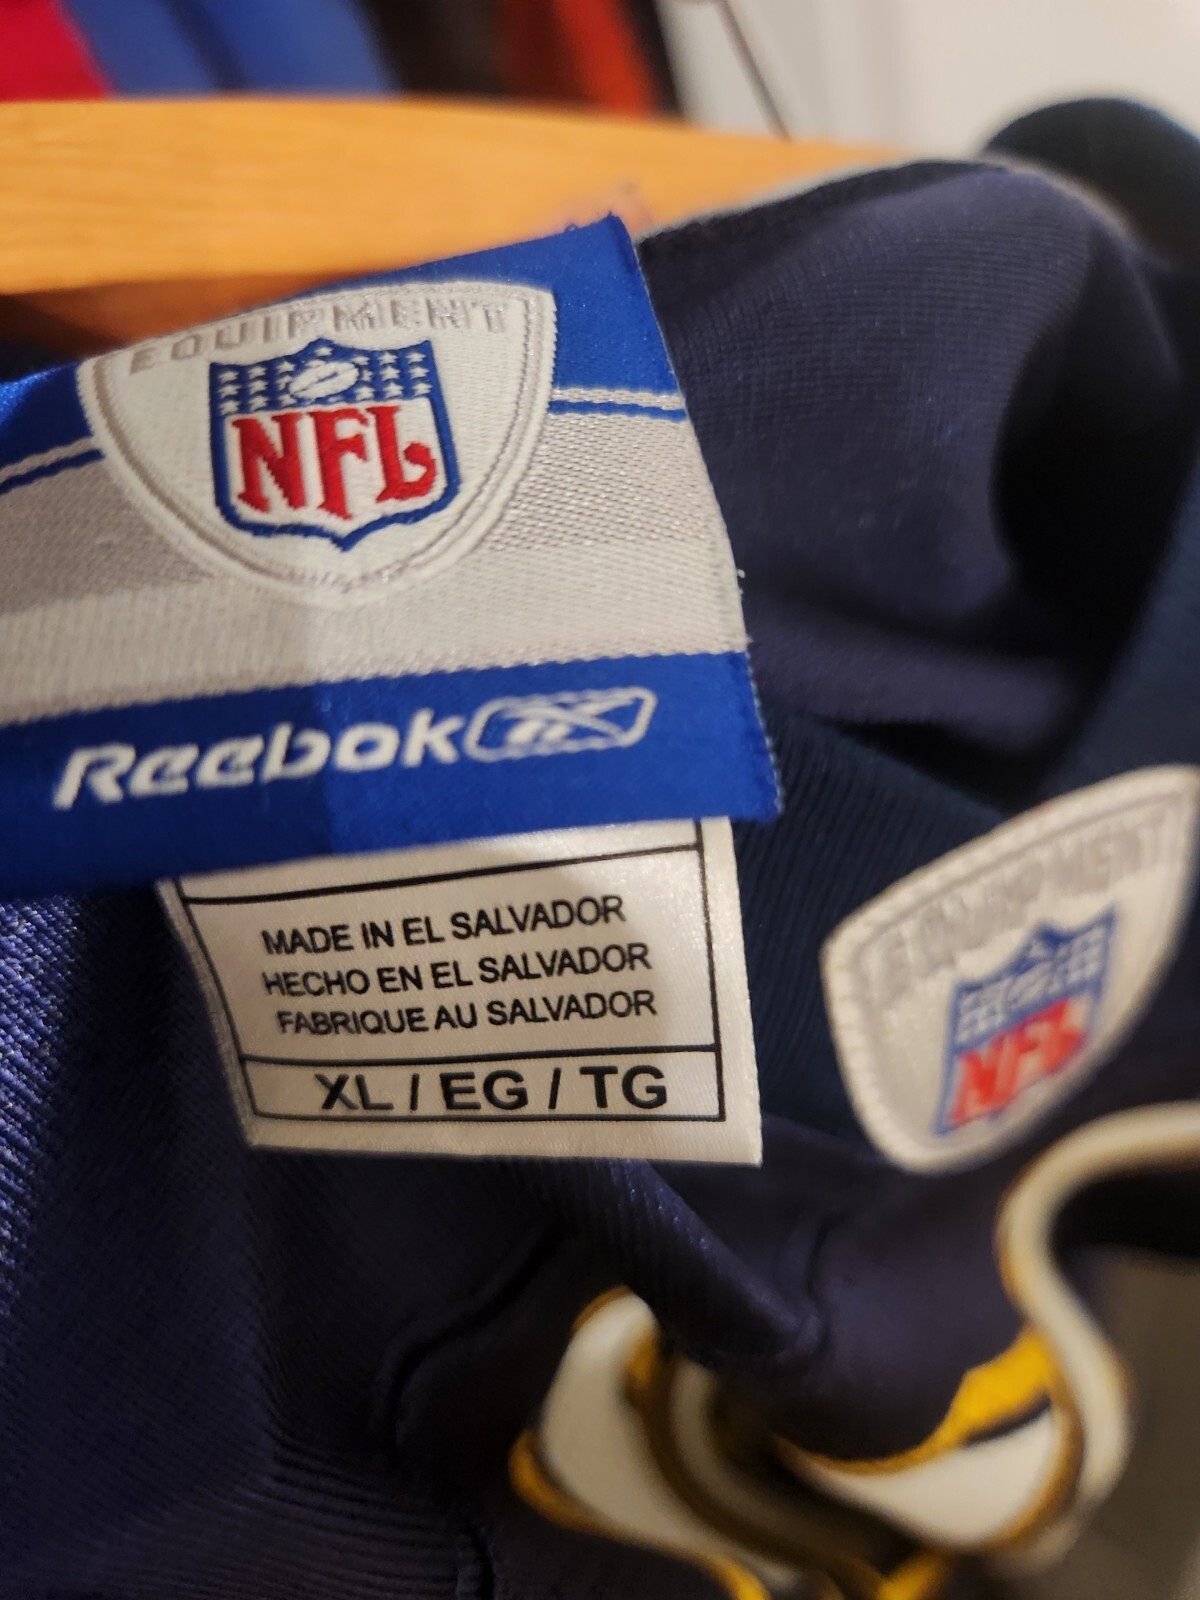 EQUIPMENT
NFL
Reebok
MADE IN EL SALVADOR
HECHO EN EL SALVADOR
FABRIQUE AU SALVADOR
XL / EG / TG
EQUIPMENT
NFL